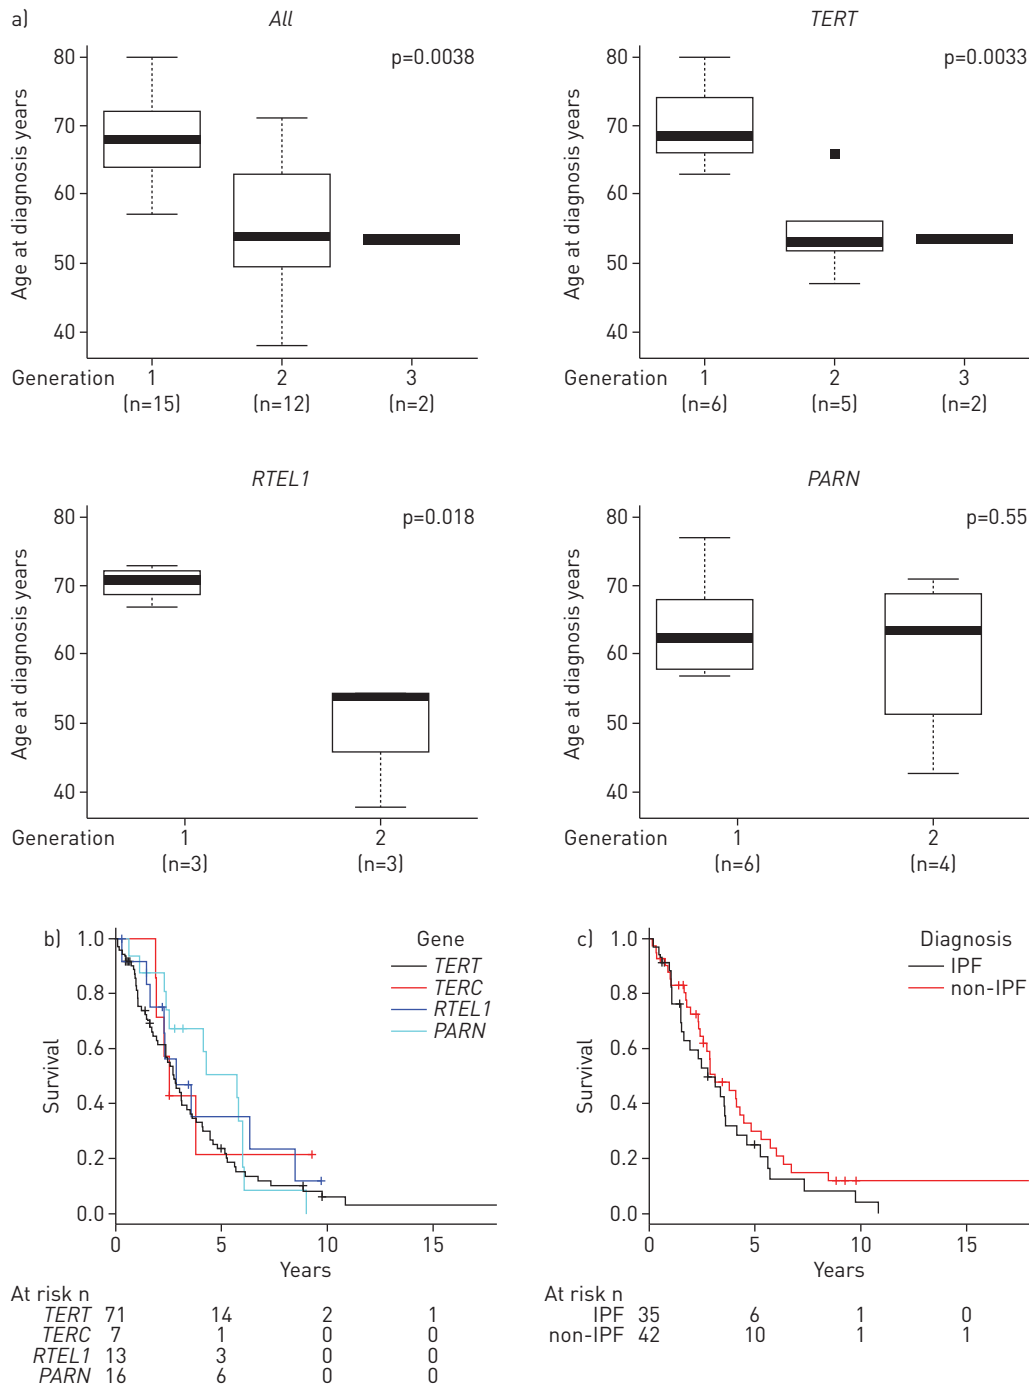 a)
All
p=0.0038
Age at diagnosis years
80
70
60
50
40
Generation 1 2 3
(n=15) (n=12) (n=2)
TERT
p=0.0033
Age at diagnosis years
80
70
60
50
40
Generation 1 2 3
(n=6) (n=5) (n=2)
RTEL1
p=0.018
Age at diagnosis years
80
70
60
50
40
Generation 1 2
(n=3) (n=3)
PARN
p=0.55
Age at diagnosis years
80
70
60
50
40
Generation 1 2
(n=6) (n=4)
b)
Gene
TERT
TERC
RTEL1
PARN
Survival
1.0
0.8
0.6
0.4
0.2
0.0
0 5 10 15
Years
At risk n
TERT 71 14 2 1
TERC 7 1 0 0
RTEL1 13 3 0 0
PARN 16 6 0 0
c)
Diagnosis
IPF
non-IPF
Survival
1.0
0.8
0.6
0.4
0.2
0.0
0 5 10 15
Years
At risk n
IPF 35 6 1 0
non-IPF 42 10 1 1